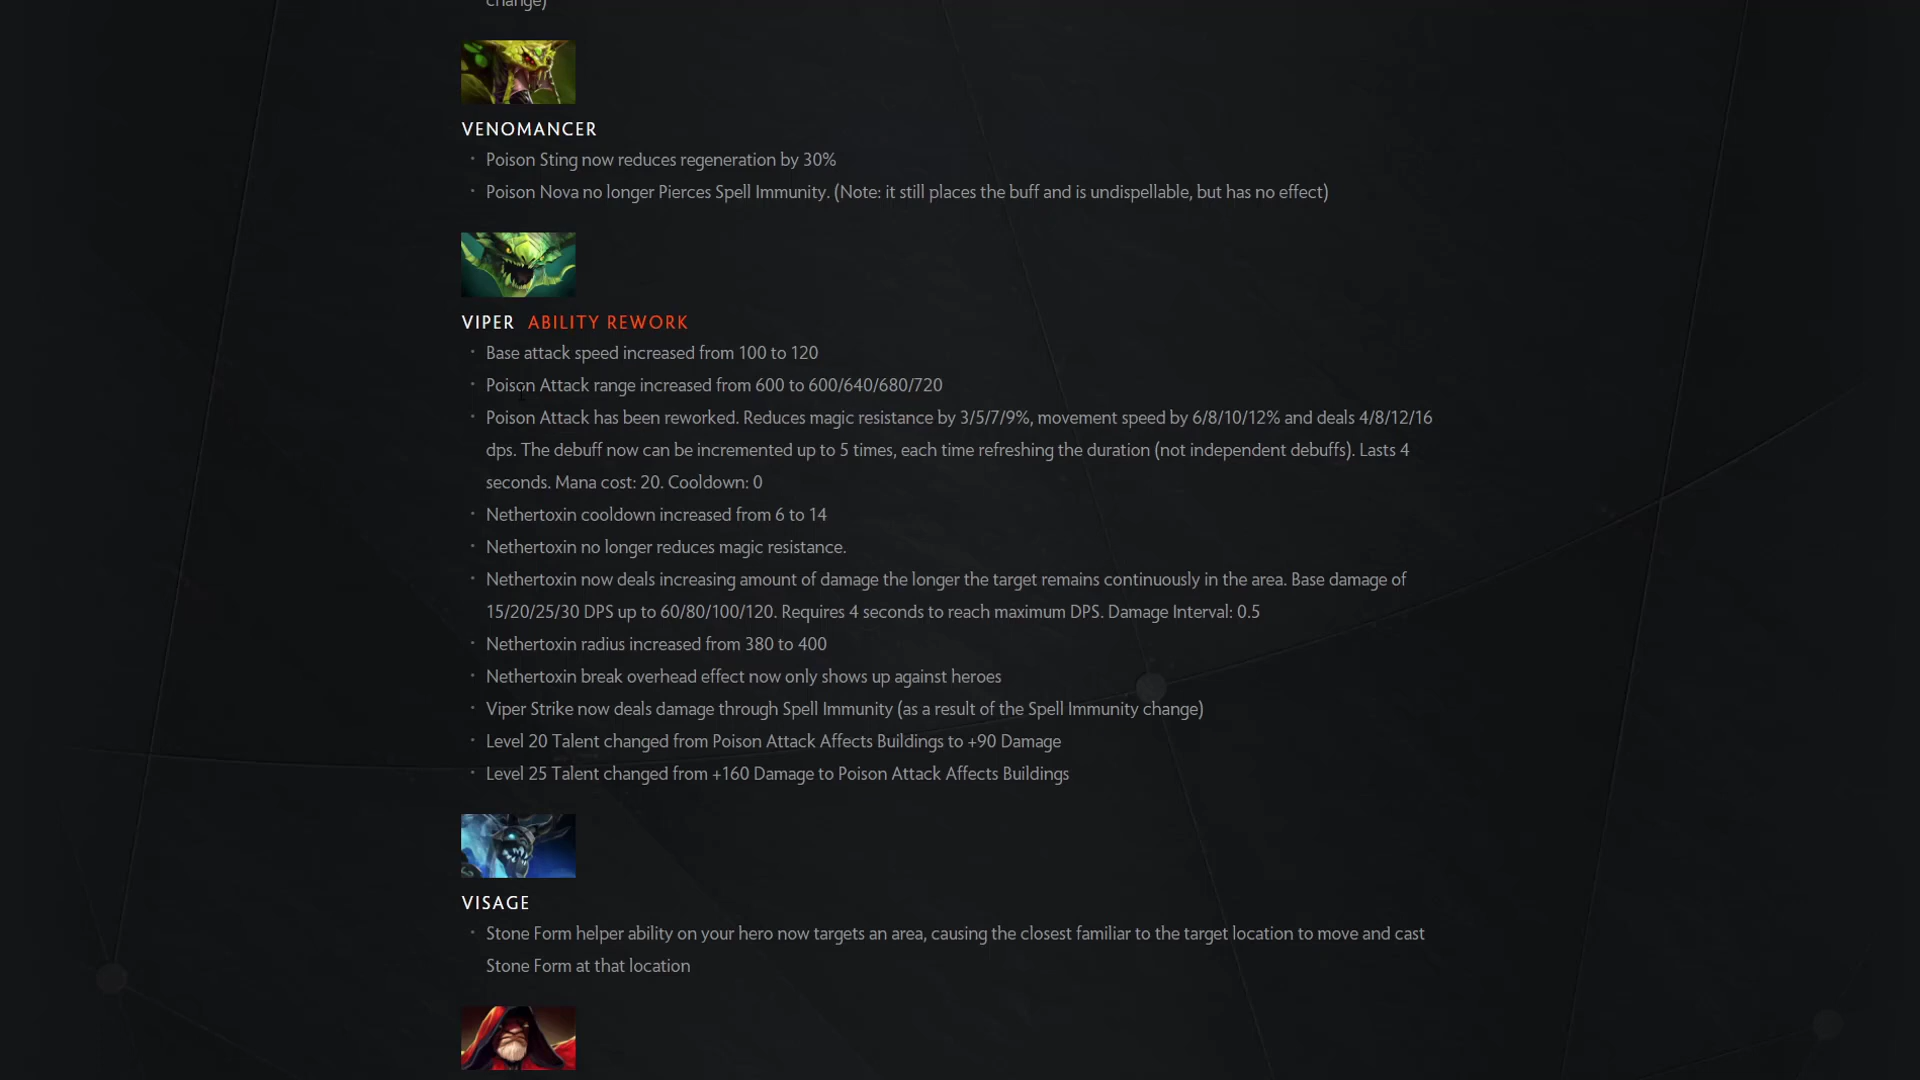 change)
VENOMANCER
· Poison Sting now reduces regeneration by 30%
· Poison Nova no longer Pierces Spell Immunity. (Note: it still places the buff and is undispellable, but has no effect)
VIPER ABILITY REWORK
· Base attack speed increased from 100 to 120
· Poison Attack range increased from 600 to 600/640/680/720
· Poison Attack has been reworked. Reduces magic resistance by 3/5/7/9%, movement speed by 6/8/10/12% and deals 4/8/12/16
dps. The debuff now can be incremented up to 5 times, each time refreshing the duration (not independent debuffs). Lasts 4
seconds. Mana cost: 20. Cooldown: 0
· Nethertoxin cooldown increased from 6 to 14
· Nethertoxin no longer reduces magic resistance.
· Nethertoxin now deals increasing amount of damage the longer the target remains continuously in the area. Base damage of
15/20/25/30 DPS up to 60/80/100/120. Requires 4 seconds to reach maximum DPS. Damage Interval: 0.5
· Nethertoxin radius increased from 380 to 400
· Nethertoxin break overhead effect now only shows up against heroes
· Viper Strike now deals damage through Spell Immunity (as a result of the Spell Immunity change)
· Level 20 Talent changed from Poison Attack Affects Buildings to +90 Damage
· Level 25 Talent changed from +160 Damage to Poison Attack Affects Buildings
VISAGE
· Stone Form helper ability on your hero now targets an area, causing the closest familiar to the target location to move and cast
Stone Form at that location